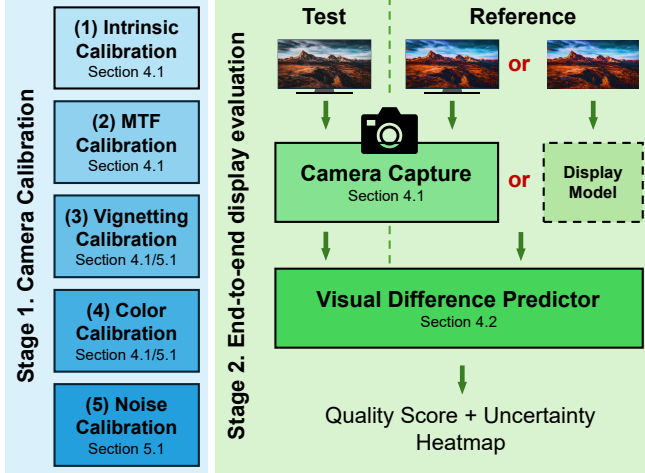 Stage 1. Camera Calibration
(1) Intrinsic
Calibration
Section 4.1
(2) MTF
Calibration
Section 4.1
(3) Vignetting
Calibration
Section 4.1/5.1
(4) Color
Calibration
Section 4.1/5.1
(5) Noise
Calibration
Section 5.1
Stage 2. End-to-end display evaluation
Test
Reference
or
Camera Capture
Section 4.1
or
Display
Model
Visual Difference Predictor
Section 4.2
Quality Score + Uncertainty
Heatmap